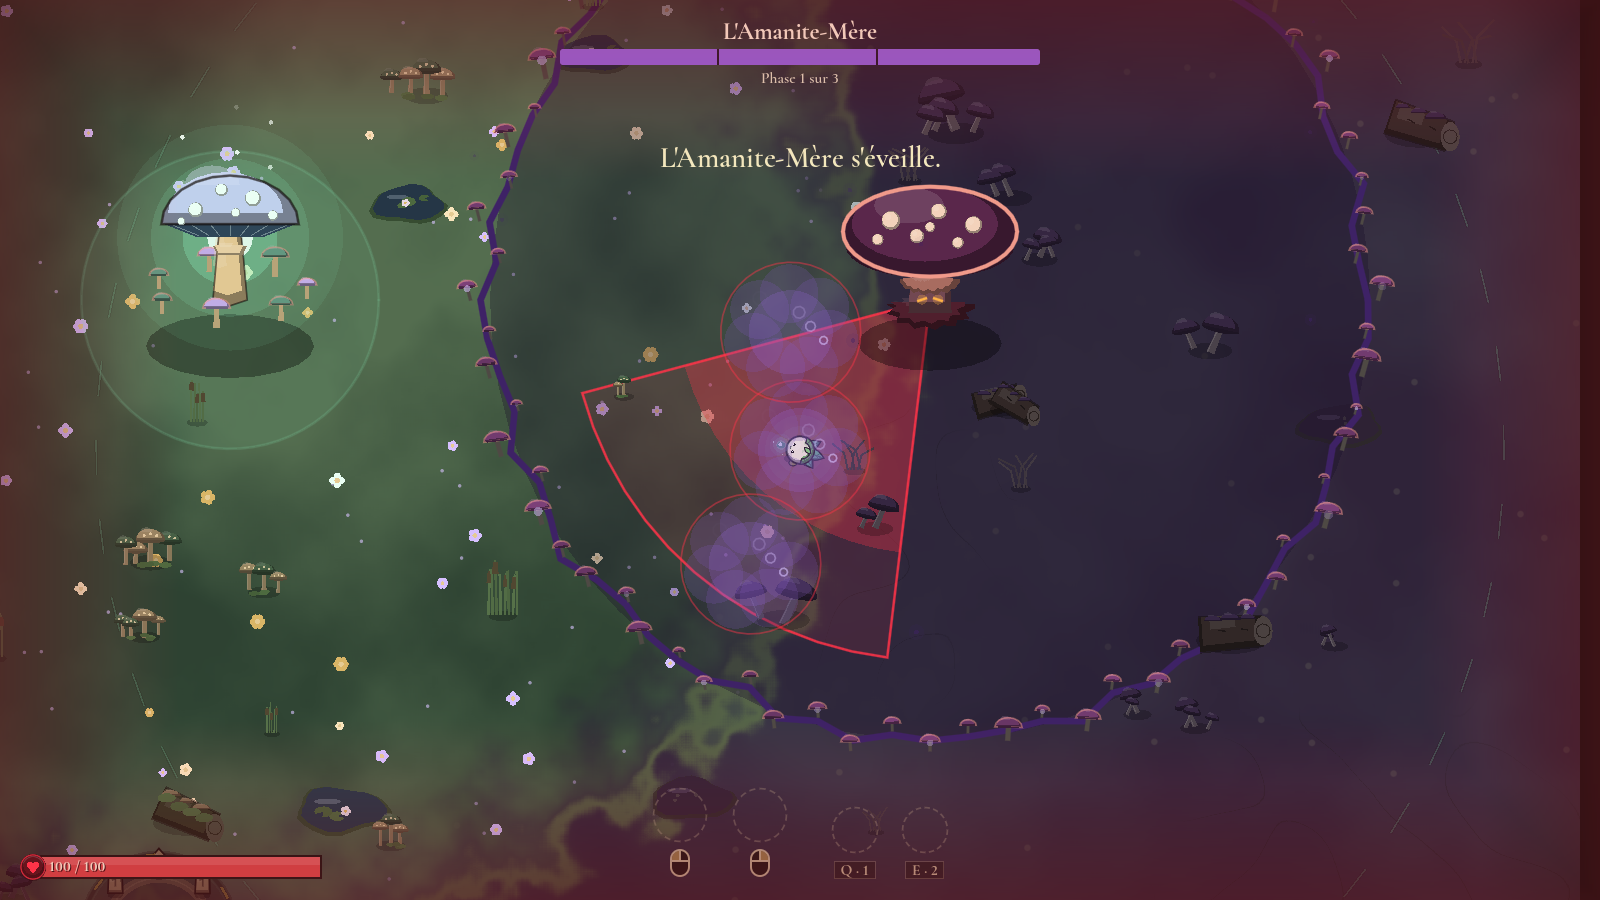 L'Amanite-Mère
Phase 1 sur 3
L'Amanite-Mère s'éveille.
100 / 100
Q · 1
E · 2